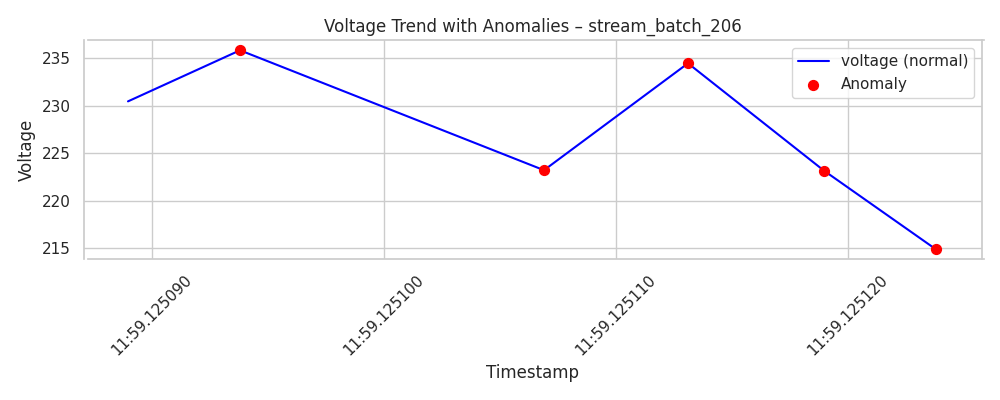 Voltage Trend with Anomalies – stream_batch_206
voltage (normal)
Anomaly
Voltage
235
230
225
220
215
11:59.125090
11:59.125100
11:59.125110
11:59.125120
Timestamp